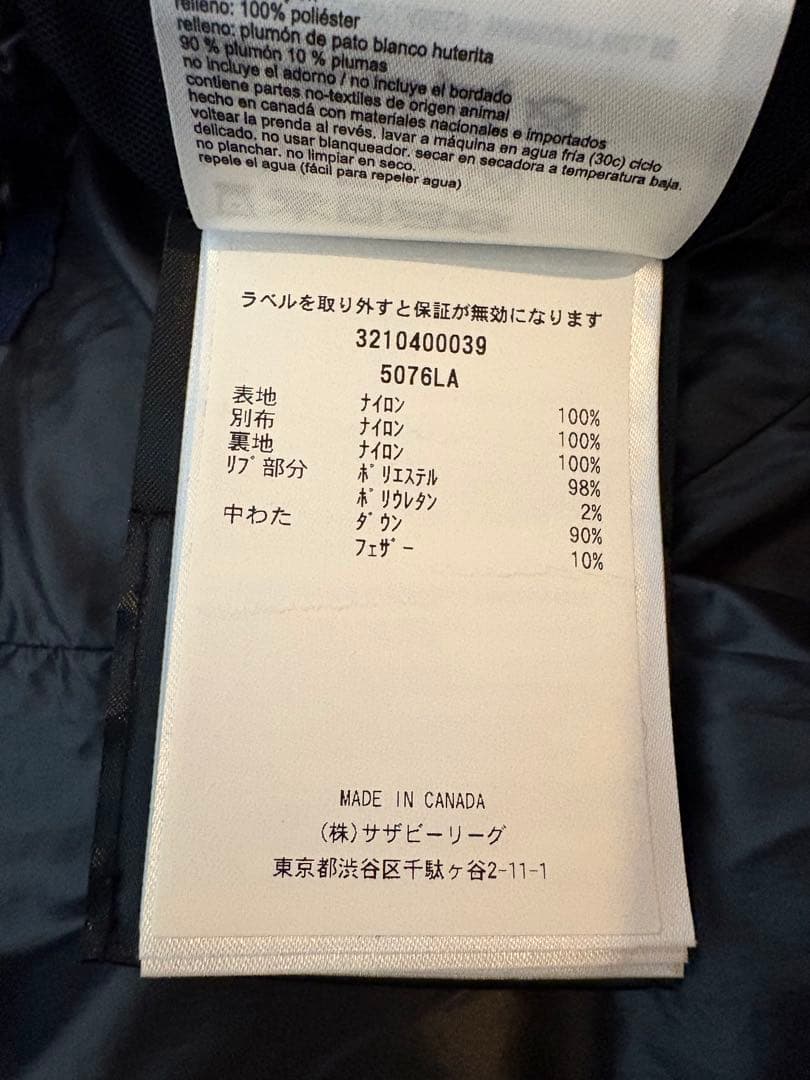 relleno: 100% poliéster
relleno: plumón de pato blanco huterita
90 % plumón 10 % plumas
no incluye el adorno / no incluye el bordado
contiene partes no-textiles de origen animal
hecho en canadá con materiales nacionales e importados
voltear la prenda al revés. lavar a máquina en agua fría (30c) ciclo
delicado. no usar blanqueador. secar en secadora a temperatura baja.
no planchar. no limpiar en seco.
repele el agua (fácil para repeler agua)
ラベルを取り外すと保証が無効になります
3210400039
5076LA
表地 ナイロン 100%
別布 ナイロン 100%
裏地 ナイロン 100%
リブ部分 ポリエステル 98%
ポリウレタン 2%
中わた ダウン 90%
フェザー 10%
MADE IN CANADA
(株)サザビーリーグ
東京都渋谷区千駄ヶ谷2-11-1